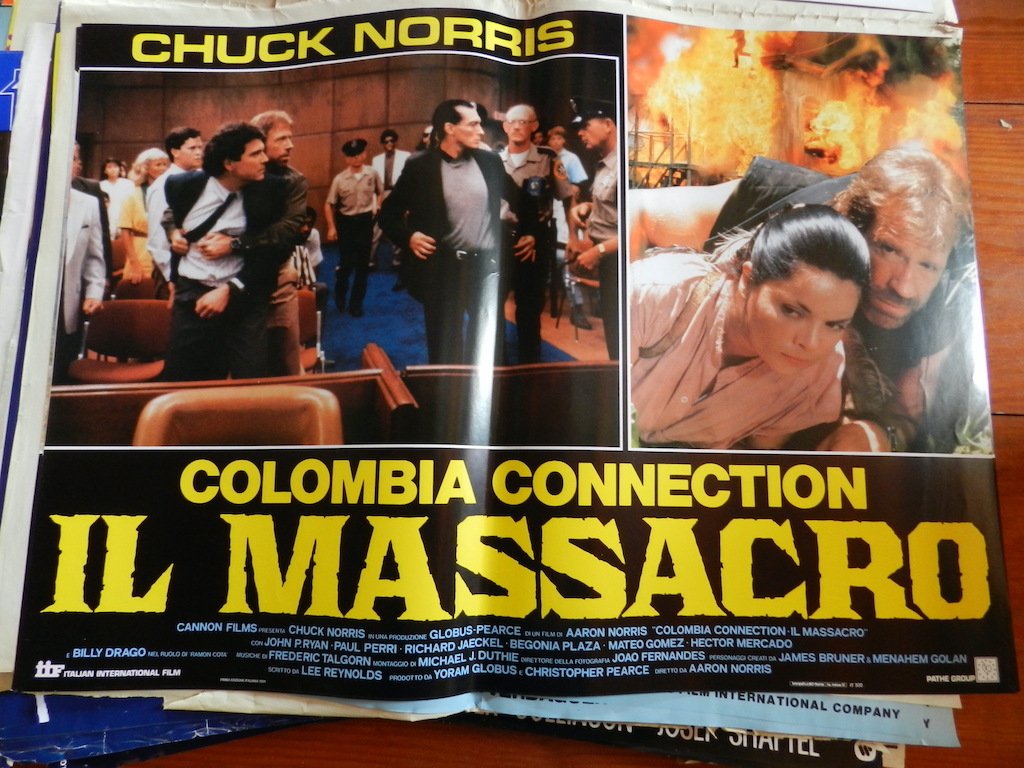 CHUCK NORRIS
COLOMBIA CONNECTION
IL MASSACRO
CANNON FILMS PRESENTA CHUCK NORRIS IN UNA PRODUZIONE GLOBUS-PEARCE DI UN FILM DI AARON NORRIS "COLOMBIA CONNECTION - IL MASSACRO"
CON JOHN P. RYAN · PAUL PERRI · RICHARD JAECKEL · BEGONIA PLAZA · MATEO GOMEZ · HECTOR MERCADO
E BILLY DRAGO NEL RUOLO DI "RAMON COTA" MUSICHE DI FREDERIC TALGORN MONTAGGIO DI MICHAEL J. DUTHIE DIRETTORE DELLA FOTOGRAFIA JOAO FERNANDES PERSONAGGI CREATI DA JAMES BRUNER & MENAHEM GOLAN
SCRITTO DA LEE REYNOLDS PRODOTTO DA YORAM GLOBUS E CHRISTOPHER PEARCE DIRETTO DA AARON NORRIS
IIF ITALIAN INTERNATIONAL FILM
PATHE GROUP
FILM INTERNATIONAL COMPANY
Y
JOSEF SHAFTEL